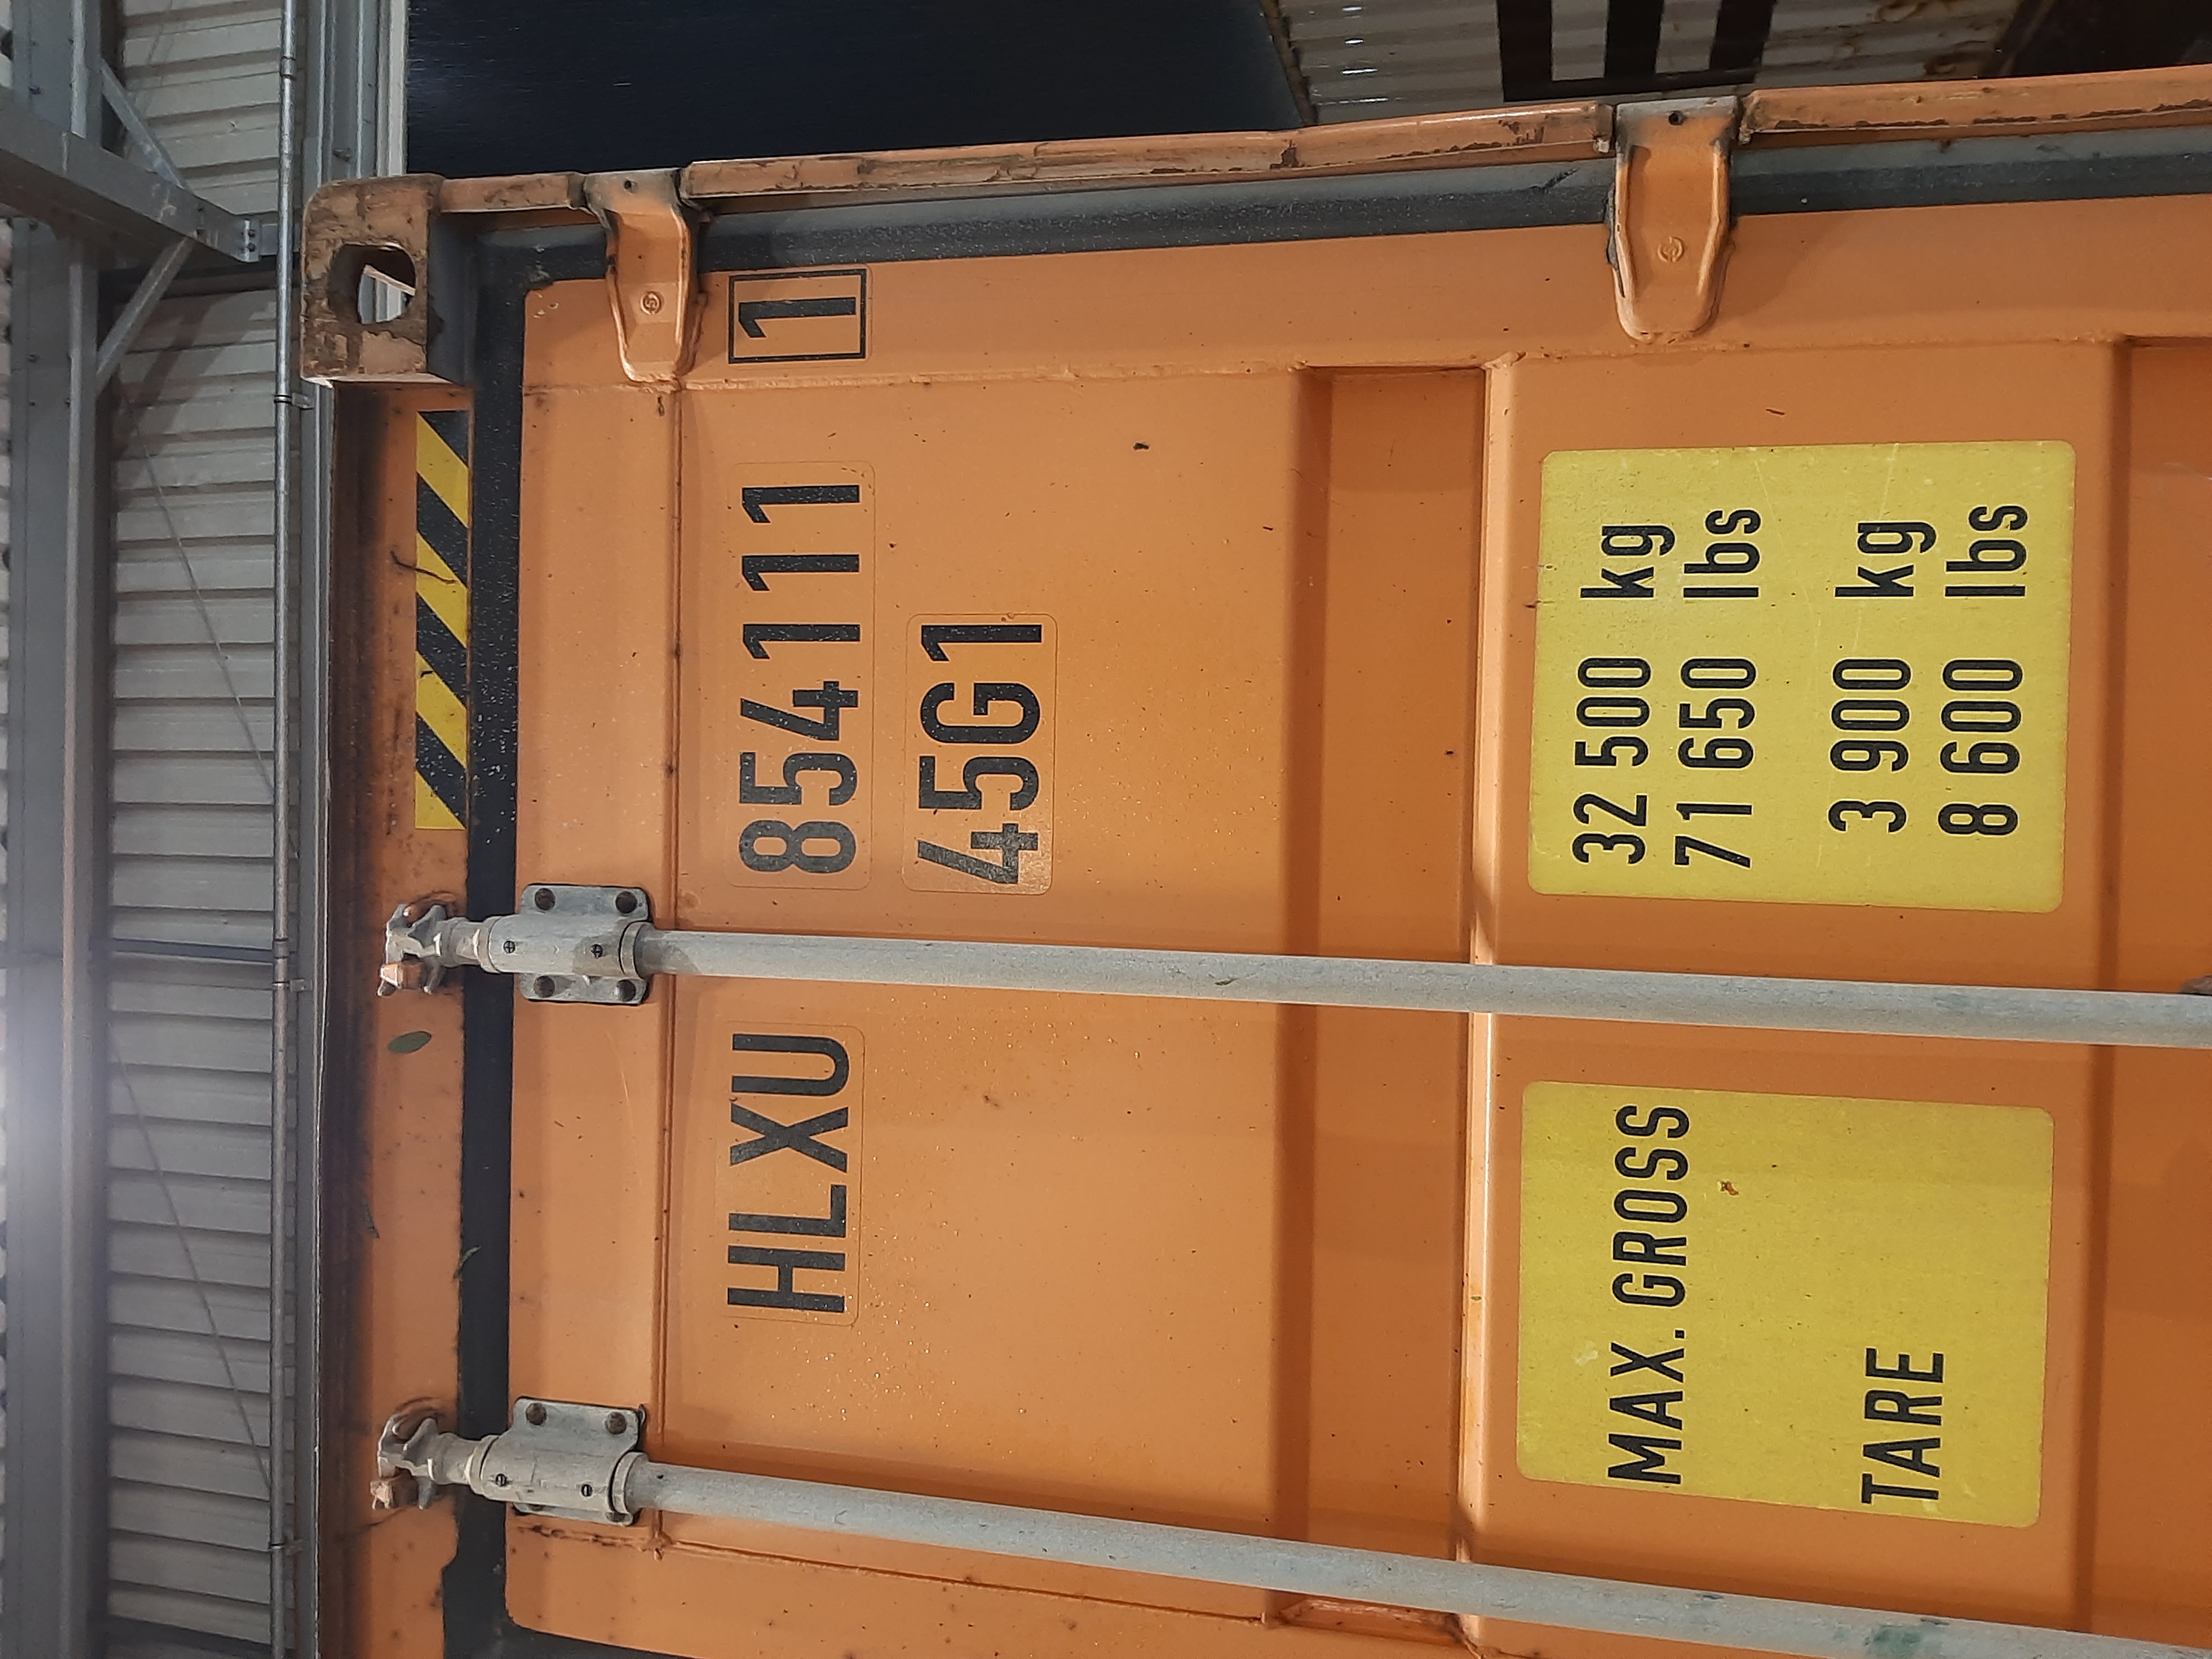 HLXU 854111 1
45G1
MAX. GROSS 32 500 kg
71 650 lbs
TARE 3 900 kg
8 600 lbs